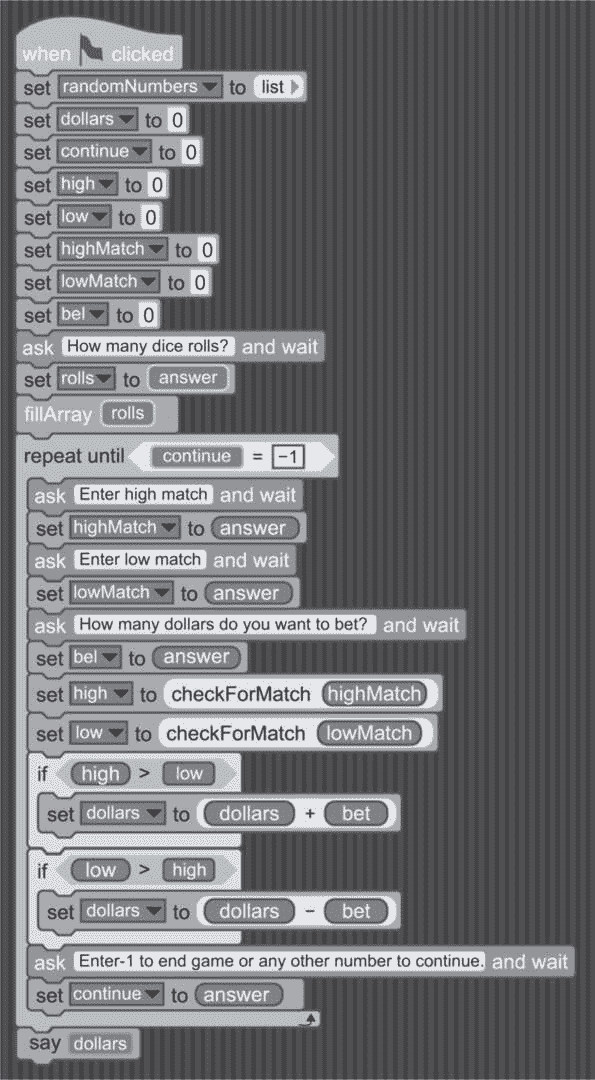 when clicked
set randomNumbers to list
set dollars to 0
set continue to 0
set high to 0
set low to 0
set highMatch to 0
set lowMatch to 0
set bel to 0
ask How many dice rolls? and wait
set rolls to answer
fillArray rolls
repeat until continue = -1
ask Enter high match and wait
set highMatch to answer
ask Enter low match and wait
set lowMatch to answer
ask How many dollars do you want to bet? and wait
set bel to answer
set high to checkForMatch highMatch
set low to checkForMatch lowMatch
if high > low
set dollars to dollars + bet
if low > high
set dollars to dollars - bet
ask Enter-1 to end game or any other number to continue. and wait
set continue to answer
say dollars